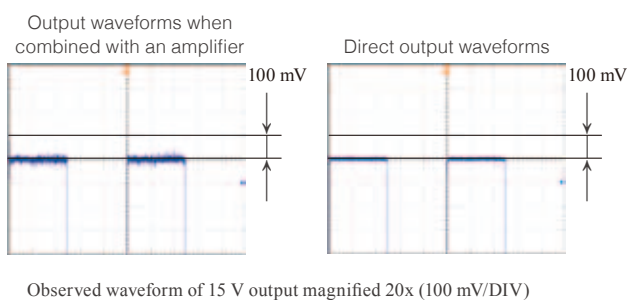 Output waveforms when
combined with an amplifier
Direct output waveforms
100 mV
100 mV
Observed waveform of 15 V output magnified 20x (100 mV/DIV)